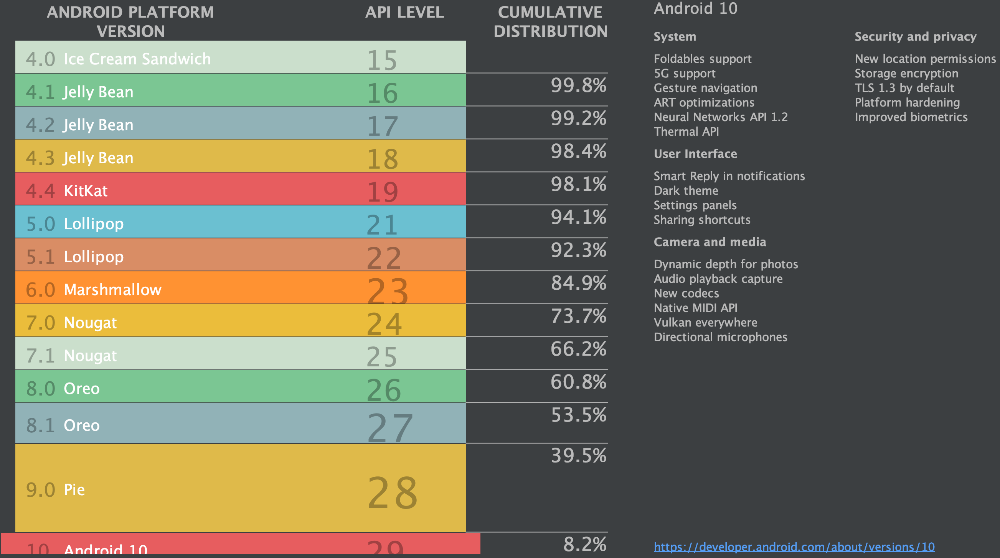 ANDROID PLATFORM
VERSION
API LEVEL
CUMULATIVE
DISTRIBUTION
4.0 Ice Cream Sandwich 15
4.1 Jelly Bean 16 99.8%
4.2 Jelly Bean 17 99.2%
4.3 Jelly Bean 18 98.4%
4.4 KitKat 19 98.1%
5.0 Lollipop 21 94.1%
5.1 Lollipop 22 92.3%
6.0 Marshmallow 23 84.9%
7.0 Nougat 24 73.7%
7.1 Nougat 25 66.2%
8.0 Oreo 26 60.8%
8.1 Oreo 27 53.5%
9.0 Pie 28 39.5%
10 Android 10 29 8.2%
Android 10
System
Foldables support
5G support
Gesture navigation
ART optimizations
Neural Networks API 1.2
Thermal API
User Interface
Smart Reply in notifications
Dark theme
Settings panels
Sharing shortcuts
Camera and media
Dynamic depth for photos
Audio playback capture
New codecs
Native MIDI API
Vulkan everywhere
Directional microphones
Security and privacy
New location permissions
Storage encryption
TLS 1.3 by default
Platform hardening
Improved biometrics
https://developer.android.com/about/versions/10